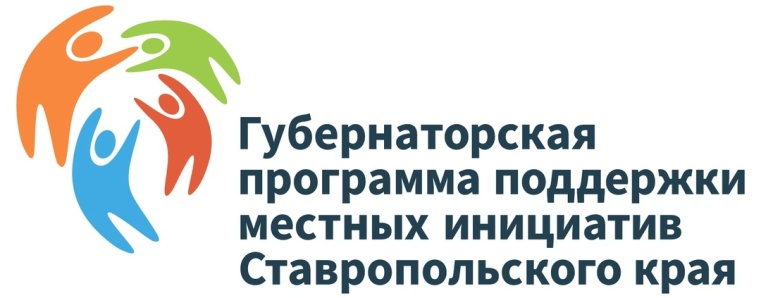 Губернаторская
программа поддержки
местных инициатив
Ставропольского края